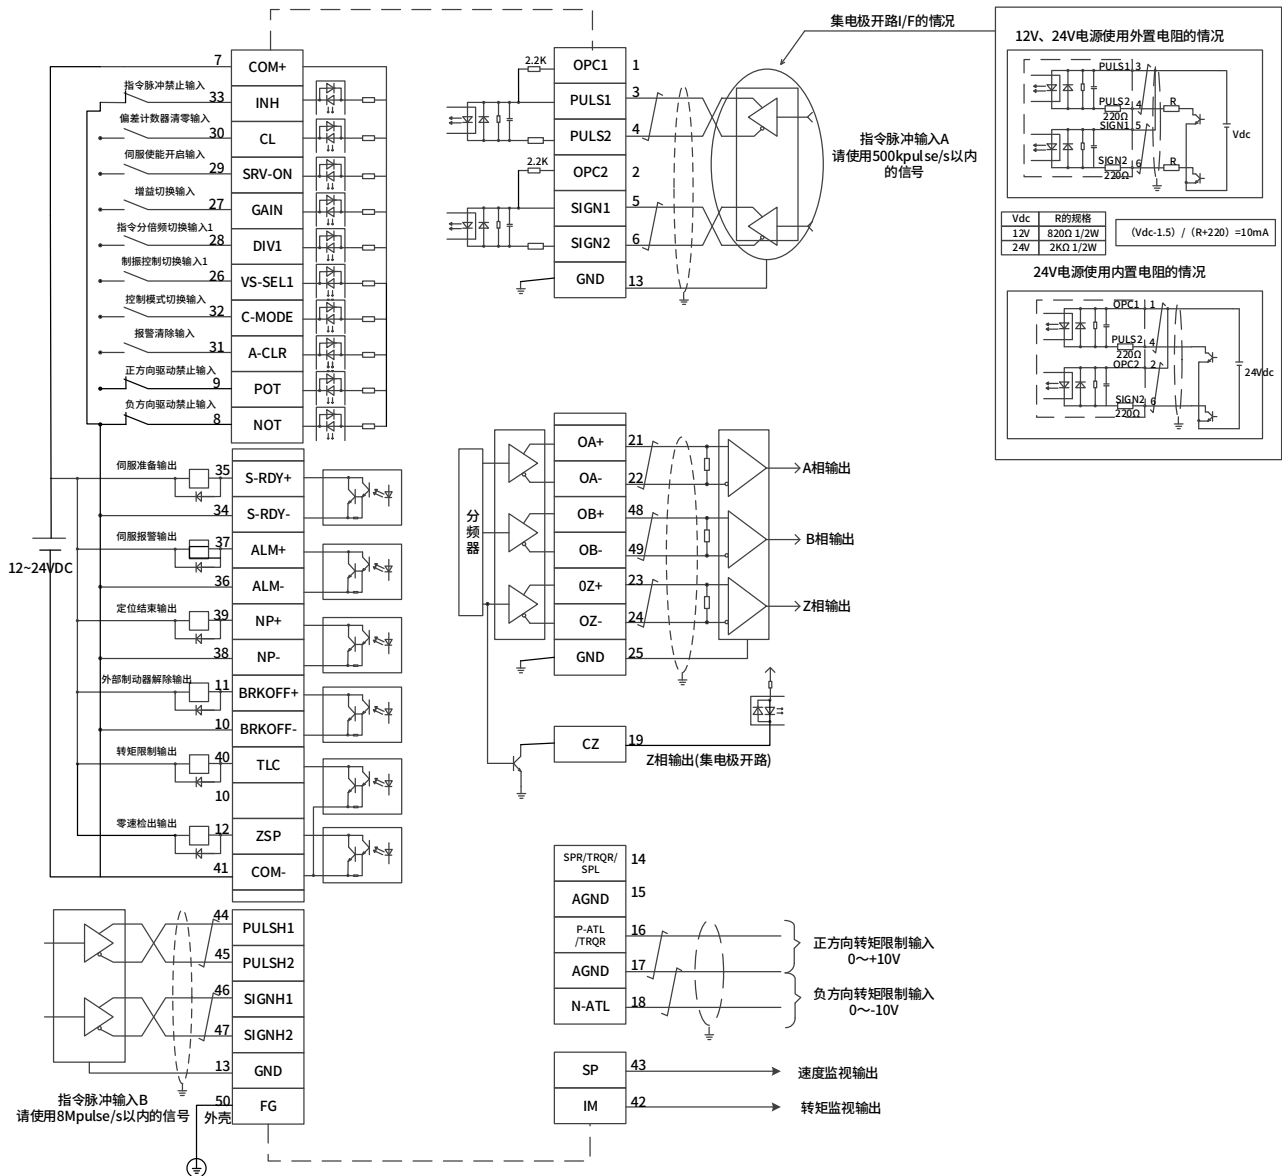 7
COM+
指令脉冲禁止输入
33
INH
偏差计数器清零输入
30
CL
伺服使能开启输入
29
SRV-ON
增益切换输入
27
GAIN
指令分倍频切换输入1
28
DIV1
制振控制切换输入1
26
VS-SEL1
控制模式切换输入
32
C-MODE
报警清除输入
31
A-CLR
正方向驱动禁止输入
9
POT
负方向驱动禁止输入
8
NOT
伺服准备输出
35
S-RDY+
34
S-RDY-
伺服报警输出
37
ALM+
12~24VDC
36
ALM-
定位结束输出
39
NP+
38
NP-
外部制动器解除输出
11
BRKOFF+
10
BRKOFF-
转矩限制输出
40
TLC
10
零速检出输出
12
ZSP
41
COM-
44
PULSH1
45
PULSH2
46
SIGNH1
47
SIGNH2
13
GND
指令脉冲输入B
请使用8Mpulse/s以内的信号
50
外壳
FG
2.2K
OPC1
1
PULS1
3
PULS2
4
2.2K
OPC2
2
SIGN1
5
SIGN2
6
GND
13
集电极开路I/F的情况
指令脉冲输入A
请使用500kpulse/s以内
的信号
分
频
器
OA+
21
OA-
22
A相输出
OB+
48
OB-
49
B相输出
0Z+
23
OZ-
24
Z相输出
GND
25
CZ
19
Z相输出(集电极开路)
SPR/TRQR/
SPL
14
AGND
15
P-ATL
/TRQR
16
AGND
17
N-ATL
18
正方向转矩限制输入
0～+10V
负方向转矩限制输入
0～-10V
SP
43
速度监视输出
IM
42
转矩监视输出
12V、24V电源使用外置电阻的情况
PULS1
3
PULS2
4
R
220Ω
SIGN1
5
Vdc
SIGN2
6
R
220Ω
Vdc R的规格
12V 820Ω 1/2W
24V 2KΩ 1/2W
（Vdc-1.5）/（R+220）=10mA
24V电源使用内置电阻的情况
OPC1
1
PULS2
4
220Ω
OPC2
2
24Vdc
SIGN2
6
220Ω